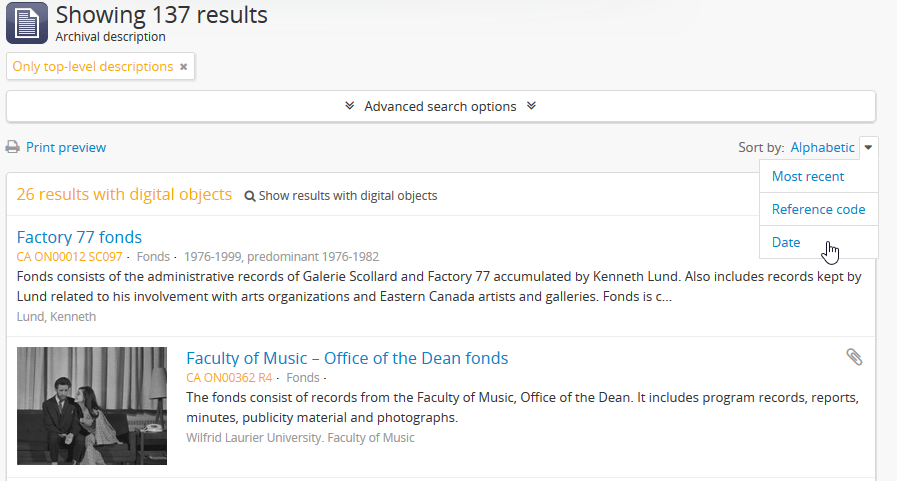 Showing 137 results
Archival description
Only top-level descriptions ×
Advanced search options
Print preview
Sort by: Alphabetic
Most recent
Reference code
Date
26 results with digital objects Show results with digital objects
Factory 77 fonds
CA ON00012 SC097 · Fonds · 1976-1999, predominant 1976-1982
Fonds consists of the administrative records of Galerie Scollard and Factory 77 accumulated by Kenneth Lund. Also includes records kept by
Lund related to his involvement with arts organizations and Eastern Canada artists and galleries. Fonds is c...
Lund, Kenneth
Faculty of Music – Office of the Dean fonds
CA ON00362 R4 · Fonds ·
The fonds consist of records from the Faculty of Music, Office of the Dean. It includes program records, reports,
minutes, publicity material and photographs.
Wilfrid Laurier University. Faculty of Music